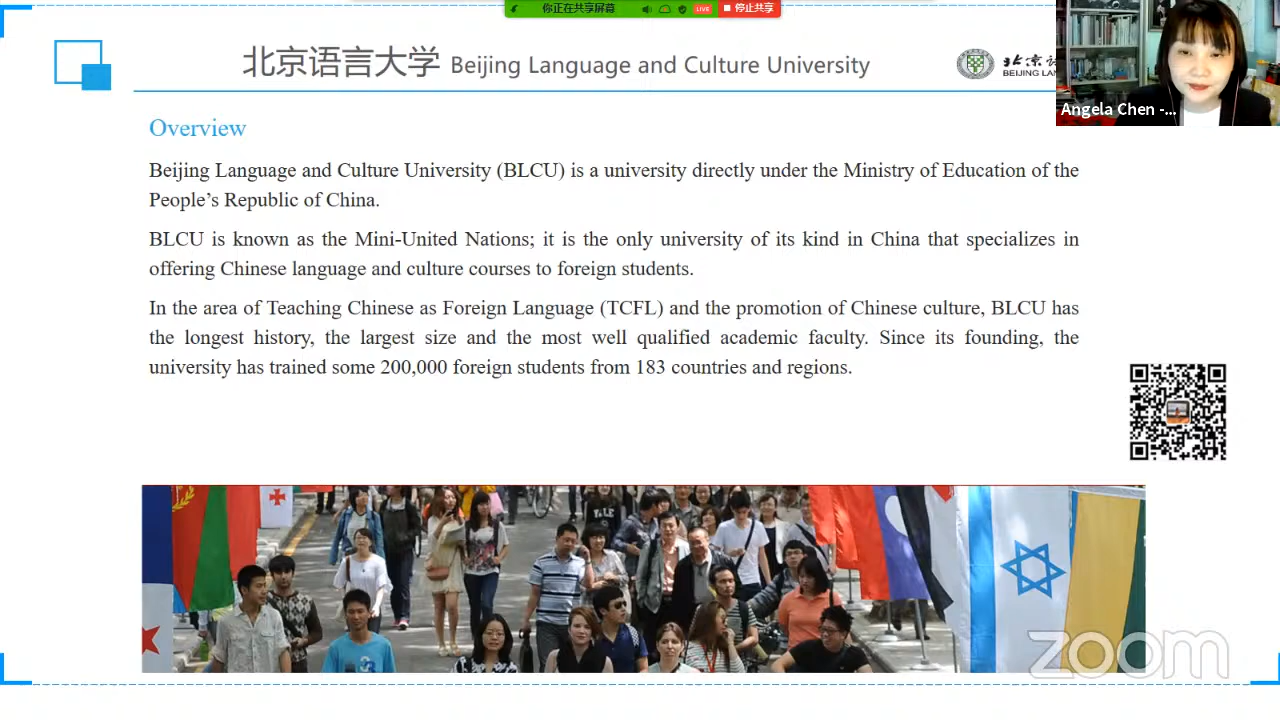 你正在共享屏幕 LIVE 停止共享
北京语言大学 Beijing Language and Culture University
北京
BEIJING LAN
Angela Chen -...
Overview
Beijing Language and Culture University (BLCU) is a university directly under the Ministry of Education of the
People’s Republic of China.
BLCU is known as the Mini-United Nations; it is the only university of its kind in China that specializes in
offering Chinese language and culture courses to foreign students.
In the area of Teaching Chinese as Foreign Language (TCFL) and the promotion of Chinese culture, BLCU has
the longest history, the largest size and the most well qualified academic faculty. Since its founding, the
university has trained some 200,000 foreign students from 183 countries and regions.
zoom